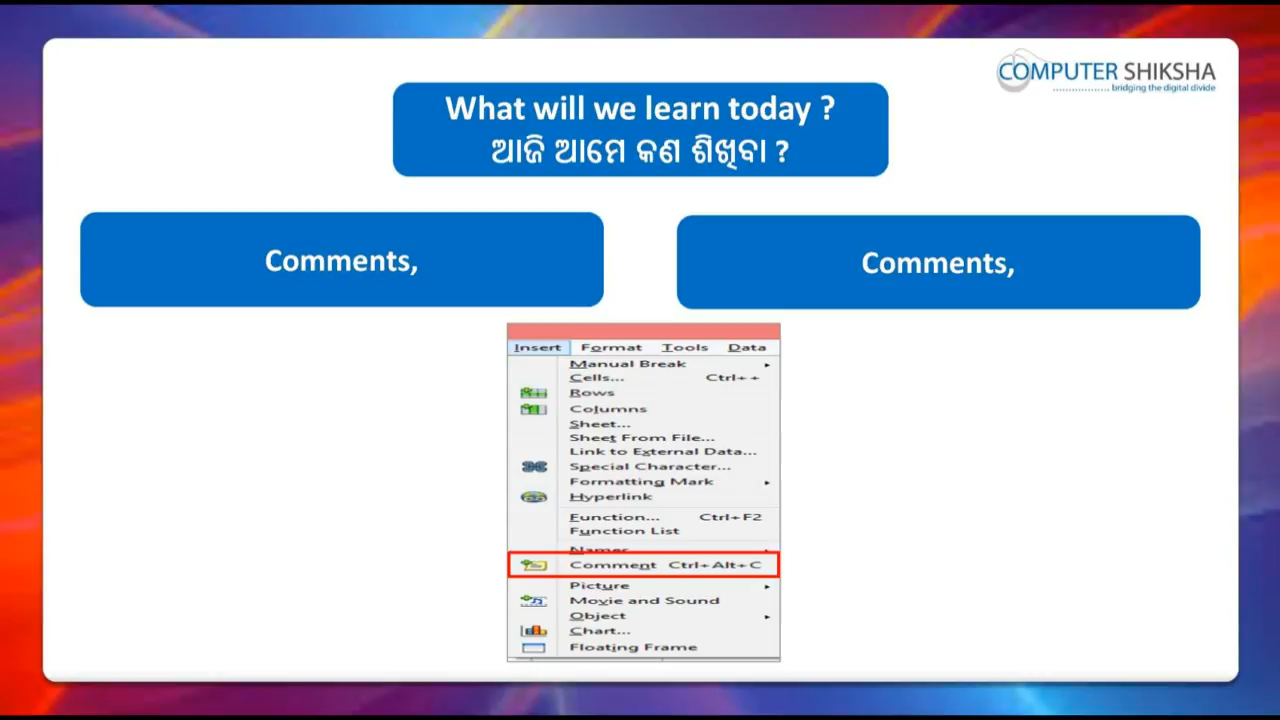 COMPUTER SHIKSHA
bridging the digital divide
What will we learn today ?
ଆଜି ଆମେ କଣ ଶିଖିବା ?
Comments,
Comments,
Insert Format Tools Data
Manual Break
Cells... Ctrl++
Rows
Columns
Sheet...
Sheet From File...
Link to External Data...
Special Character...
Formatting Mark
Hyperlink
Function... Ctrl+F2
Function List
Names
Comment Ctrl+Alt+C
Picture
Movie and Sound
Object
Chart...
Floating Frame